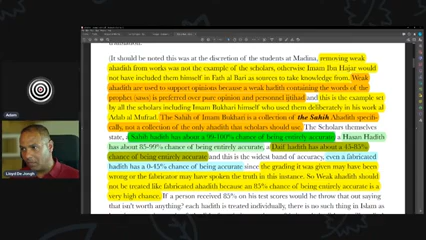 (It should be noted this was at the discretion of the students at Madina, removing weak
ahadith from works was not the example of the scholars, otherwise Imam Ibn Hajar would
not have included them himself in Fath al Bari as sources to take knowledge from. Weak
ahadith are used to support opinions because a weak hadith containing the words of the
prophet (saws) is preferred over pure opinion and personnel ijtihad and this is the example set
by all the scholars including Imam Bukhari himself who used them deliberately in his work al
Adab al Mufrad. The Sahih of Imam Bokhari is a collection of the Sahih Ahadith specifi-
cally, not a collection of the only ahadith that scholars should use. The Scholars themselves
state, a Sahih hadith has about a 99-100% chance of being entirely accurate a Hasan Hadith
has about 85-99% chance of being entirely accurate, a Daif hadith has about a 45-85%
chance of being entirely accurate and this is the widest band of accuracy, even a fabricated
hadith has a 0-45% chance of being accurate since the grading it was given may have been
wrong or the fabricator may have spoken the truth in this instance. So Weak ahadith should
not be treated like fabricated ahadith because an 85% chance of being entirely accurate is a
very high chance. If a person received 85% on his test scores would he throw that out saying
that isn't worth anything? each hadith is treated individually, there is no such thing in Islam as
Adam
Lloyd De Jongh